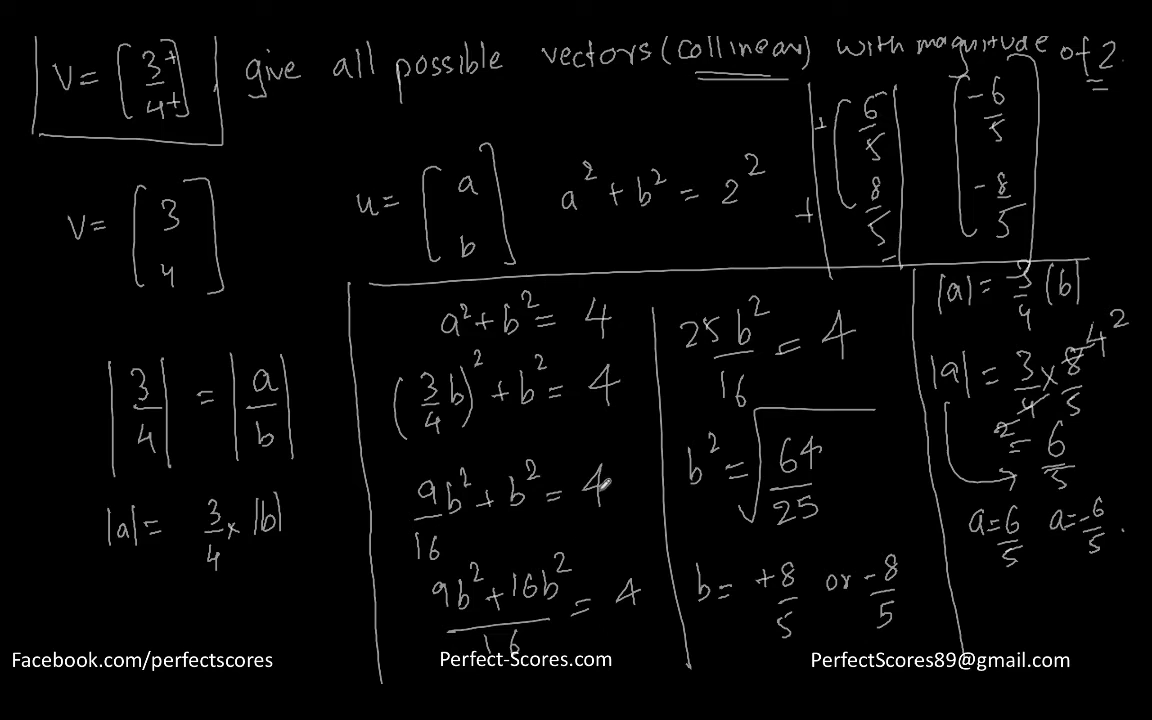 V= [3+ 4+] , give all possible vectors (collinear) with magnitude of 2.
V= [3 4]
u= [a b]
a² + b² = 2²
+ [6/5
+ 8/5]
[-6/5
-8/5]
|3/4| = |a/b|
|a|= 3/4 × |b|
a² + b² = 4
(3/4 b)² + b² = 4
9b²/16 + b² = 4
9b² + 16b²/16 = 4
25b²/16 = 4
b² = √64/25
b= +8/5 or -8/5
|a|= 3/4 |b|
|a| = 3/4 × 8/5 4 2
2 = 6/5
a=6/5 a=-6/5.
Facebook.com/perfectscores
Perfect-Scores.com
PerfectScores89@gmail.com